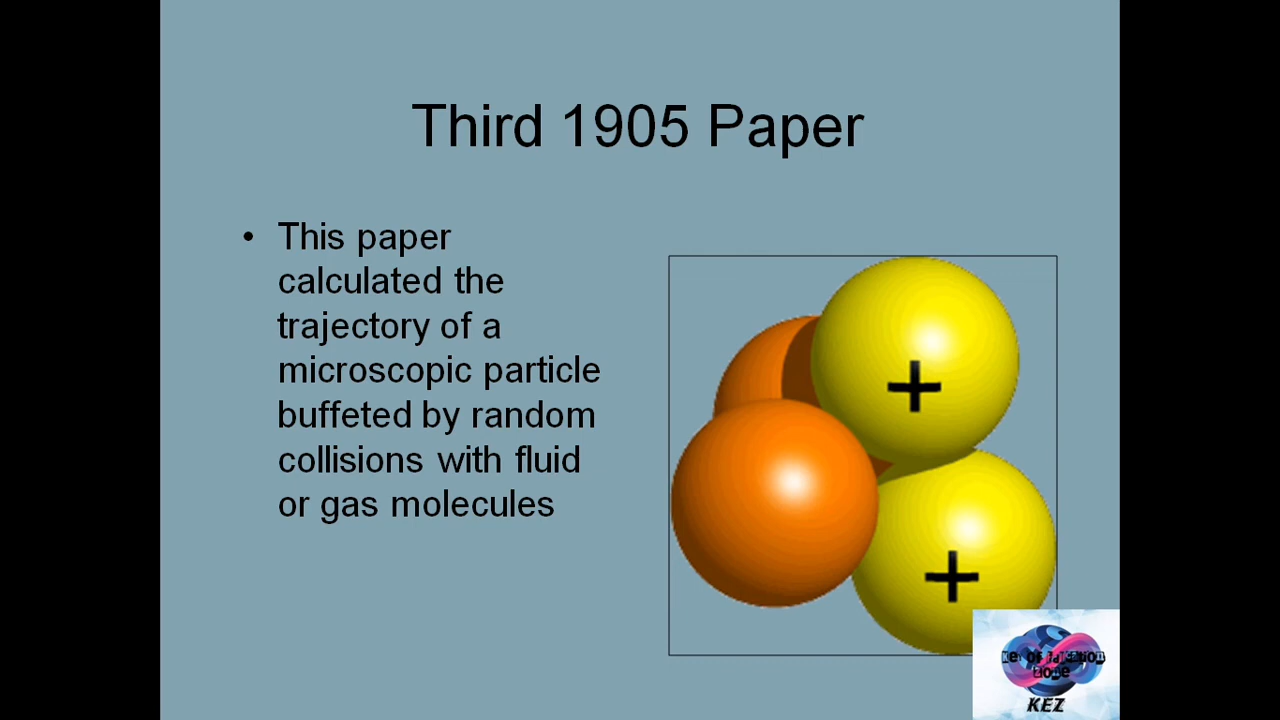 Third 1905 Paper
• This paper
calculated the
trajectory of a
microscopic particle
buffeted by random
collisions with fluid
or gas molecules
+
+
KEZ